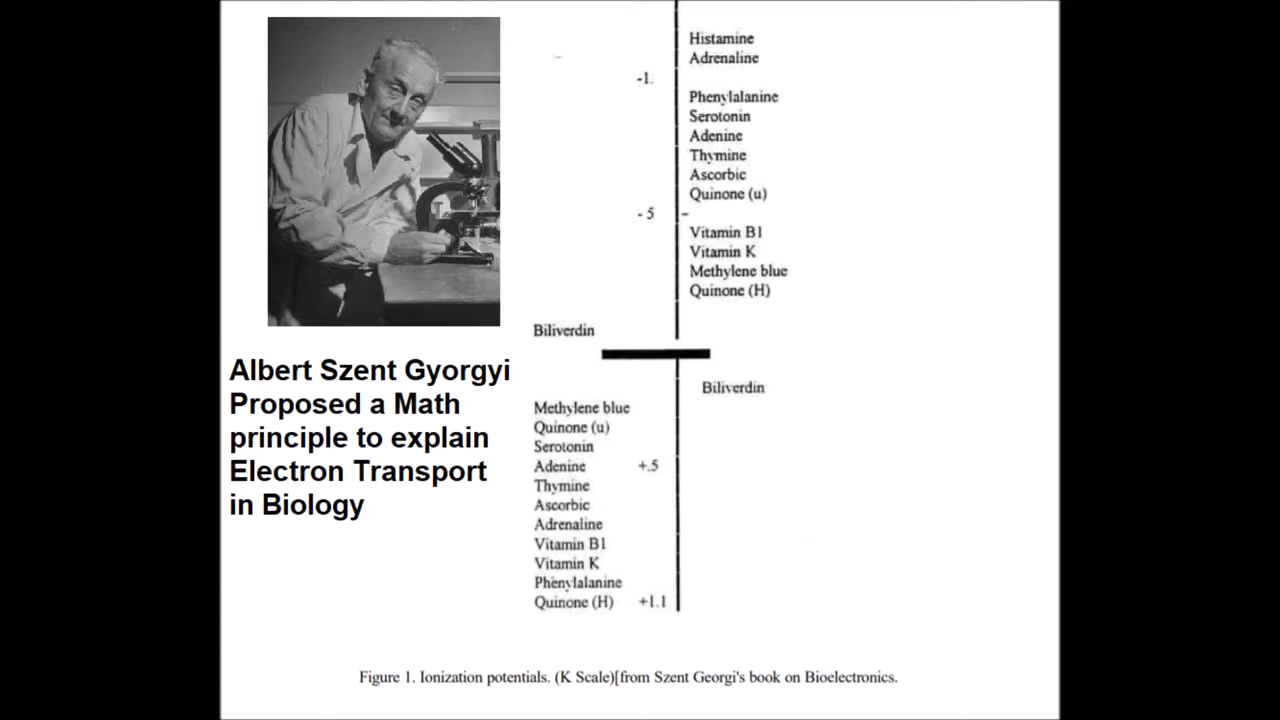 Histamine
Adrenaline
-1.
Phenylalanine
Serotonin
Adenine
Thymine
Ascorbic
Quinone (u)
- 5
Vitamin B1
Vitamin K
Methylene blue
Quinone (H)
Biliverdin
Biliverdin
Methylene blue
Quinone (u)
Serotonin
Adenine +.5
Thymine
Ascorbic
Adrenaline
Vitamin B1
Vitamin K
Phenylalanine
Quinone (H) +1.1
Albert Szent Gyorgyi
Proposed a Math
principle to explain
Electron Transport
in Biology
Figure 1. Ionization potentials. (K Scale)[from Szent Georgi's book on Bioelectronics.